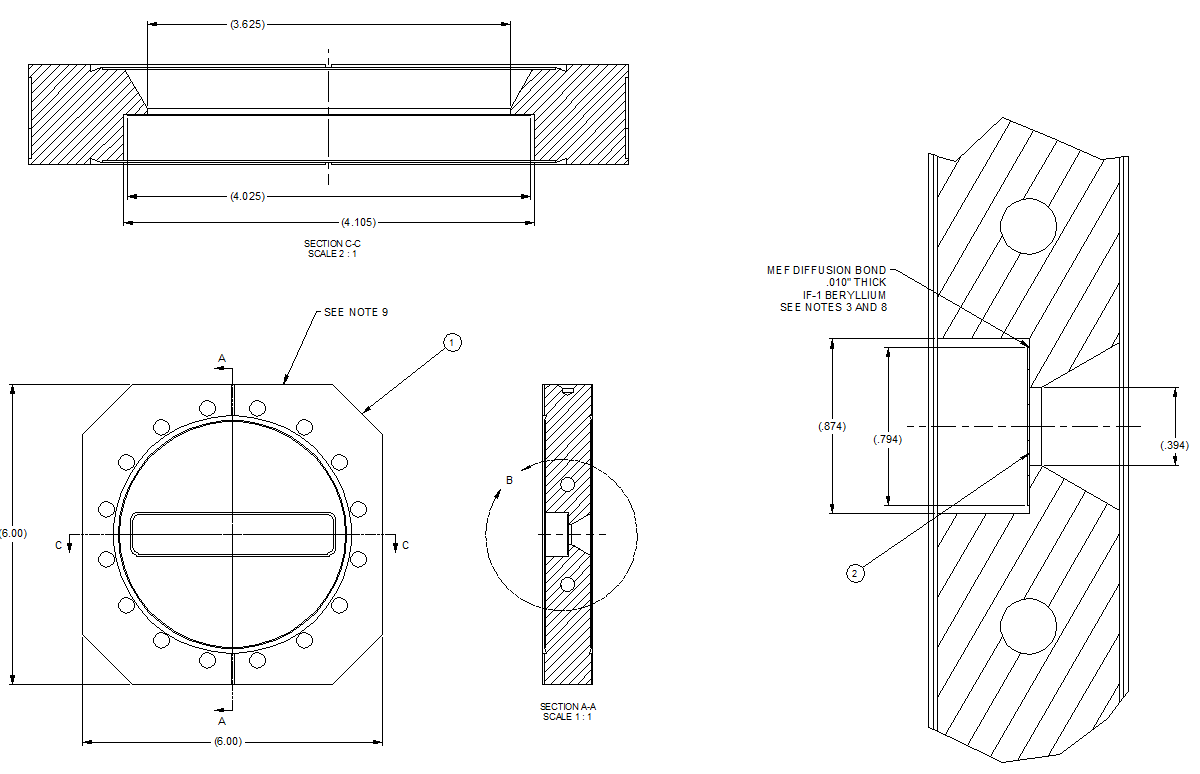 (3.625)
(4.025)
(4.105)
SECTION C-C
SCALE 2 : 1
MEF DIFFUSION BOND
.010" THICK
IF-1 BERYLLIUM
SEE NOTES 3 AND 8
SEE NOTE 9
1
A
(.874)
(.794)
(.394)
B
(6.00)
C
C
2
A
SECTION A-A
SCALE 1 : 1
(6.00)